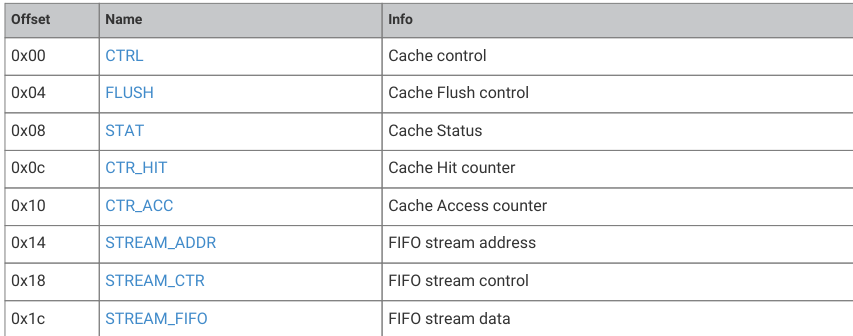 Offset Name Info
0x00 CTRL Cache control
0x04 FLUSH Cache Flush control
0x08 STAT Cache Status
0x0c CTR_HIT Cache Hit counter
0x10 CTR_ACC Cache Access counter
0x14 STREAM_ADDR FIFO stream address
0x18 STREAM_CTR FIFO stream control
0x1c STREAM_FIFO FIFO stream data